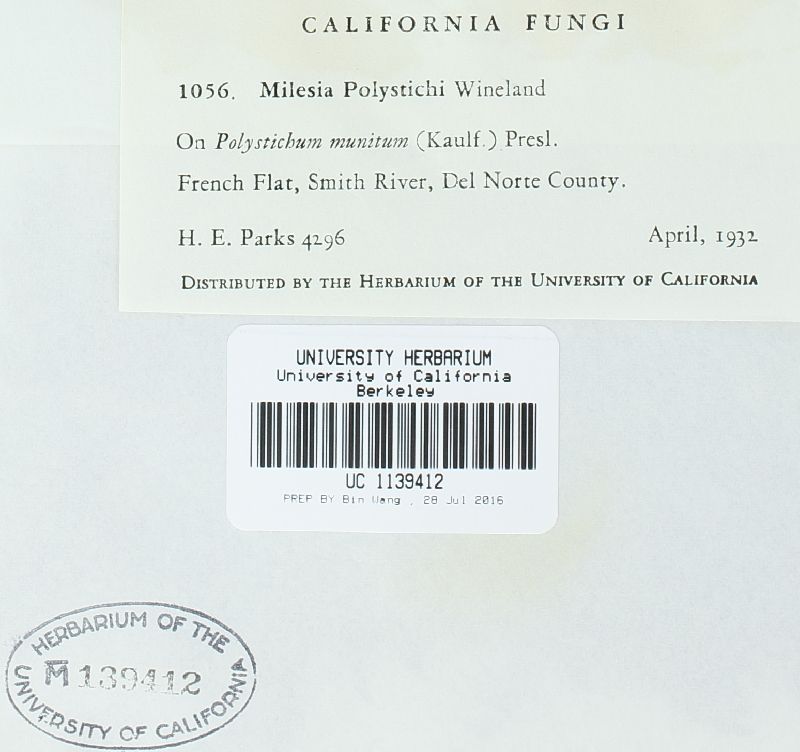 CALIFORNIA FUNGI
1056. Milesia Polystichi Wineland
On Polystichum munitum (Kaulf.) Presl.
French Flat, Smith River, Del Norte County.
H. E. Parks 4296 April, 1932
DISTRIBUTED BY THE HERBARIUM OF THE UNIVERSITY OF CALIFORNIA
UNIVERSITY HERBARIUM
University of California
Berkeley
UC 1139412
PREP BY Bin Wang , 28 Jul 2016
HERBARIUM OF THE
M 139412
UNIVERSITY OF CALIFORNIA